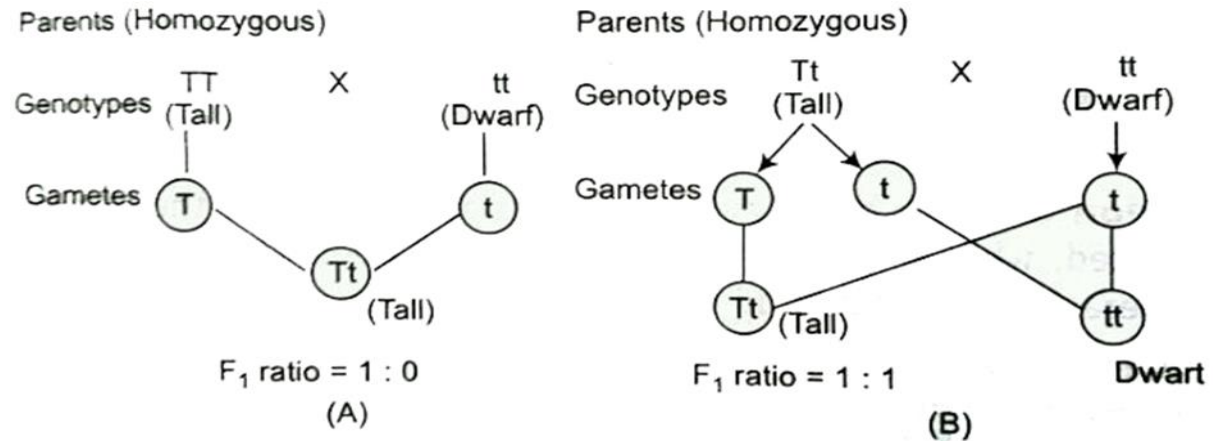 Parents (Homozygous)
TT X tt
Genotypes (Tall) (Dwarf)
Gametes T t
Tt
(Tall)
F₁ ratio = 1 : 0
(A)
Parents (Homozygous)
Tt X tt
Genotypes (Tall) (Dwarf)
Gametes T t t
Tt (Tall) tt
F₁ ratio = 1 : 1 Dwart
(B)